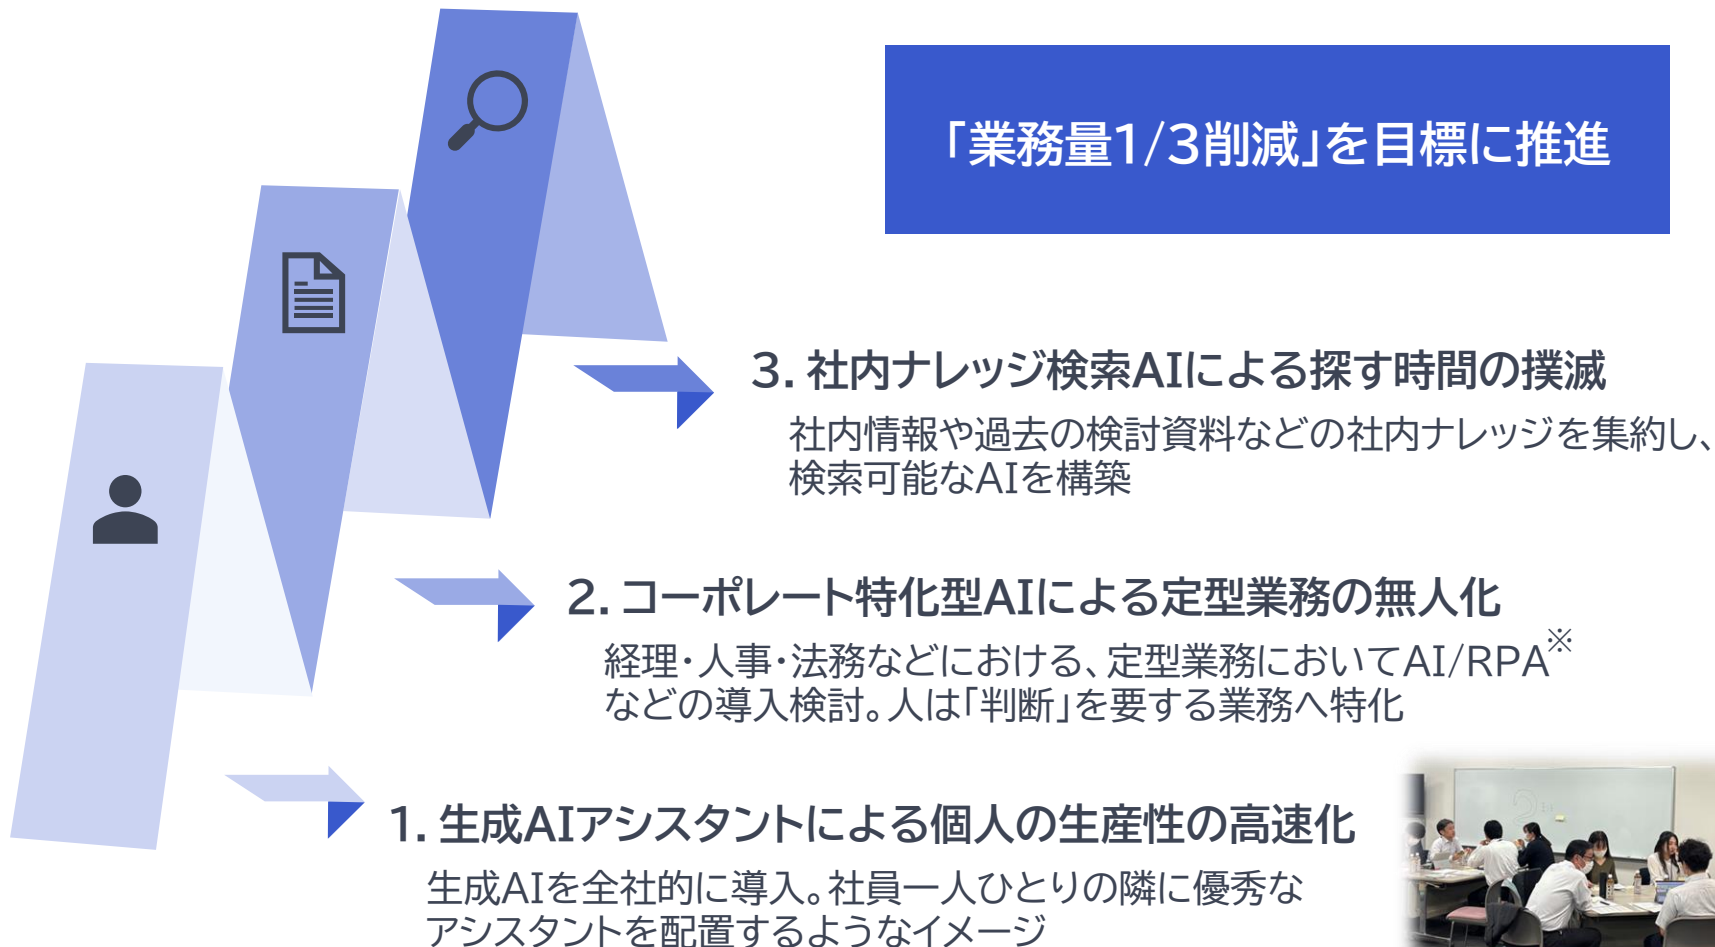 「業務量1/3削減」を目標に推進
3. 社内ナレッジ検索AIによる探す時間の撲滅
社内情報や過去の検討資料などの社内ナレッジを集約し、
検索可能なAIを構築
2. コーポレート特化型AIによる定型業務の無人化
経理・人事・法務などにおける、定型業務においてAI/RPA※
などの導入検討。人は「判断」を要する業務へ特化
1. 生成AIアシスタントによる個人の生産性の高速化
生成AIを全社的に導入。社員一人ひとりの隣に優秀な
アシスタントを配置するようなイメージ